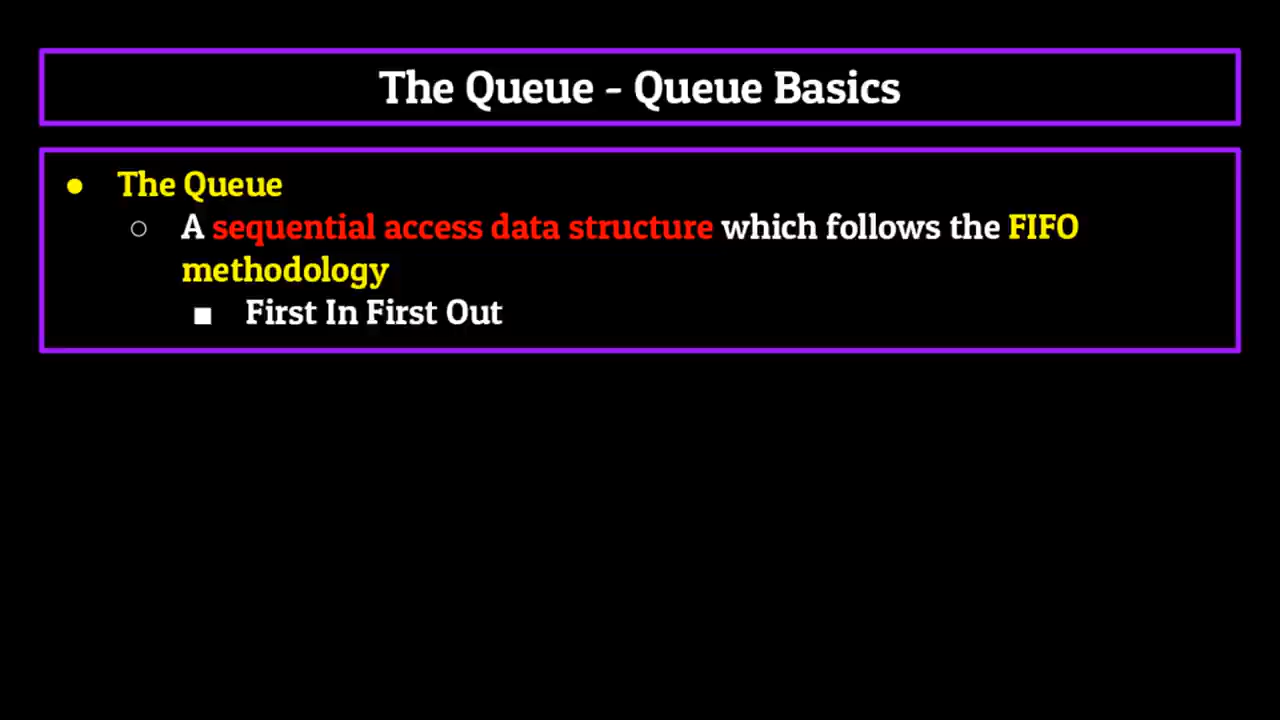 The Queue - Queue Basics
● The Queue
○ A sequential access data structure which follows the FIFO
methodology
■ First In First Out